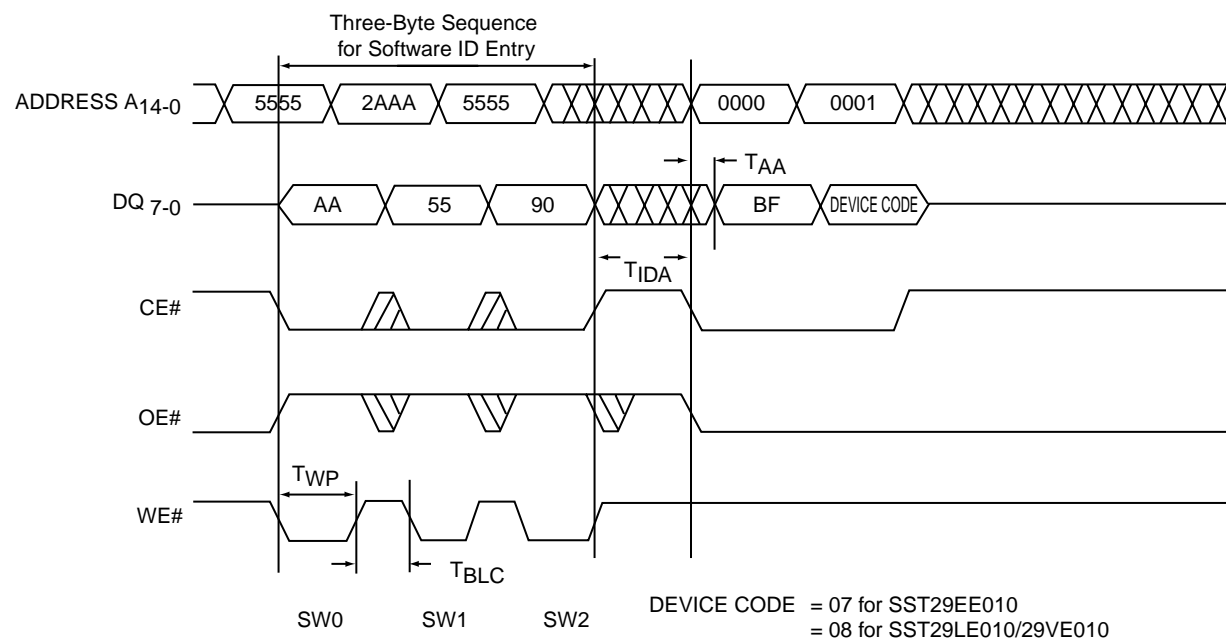 Three-Byte Sequence
for Software ID Entry
ADDRESS A14-0 5555 2AAA 5555 0000 0001
TAA
DQ 7-0 AA 55 90 BF DEVICE CODE
TIDA
CE#
OE#
TWP
WE#
TBLC
SW0 SW1 SW2
DEVICE CODE = 07 for SST29EE010
= 08 for SST29LE010/29VE010